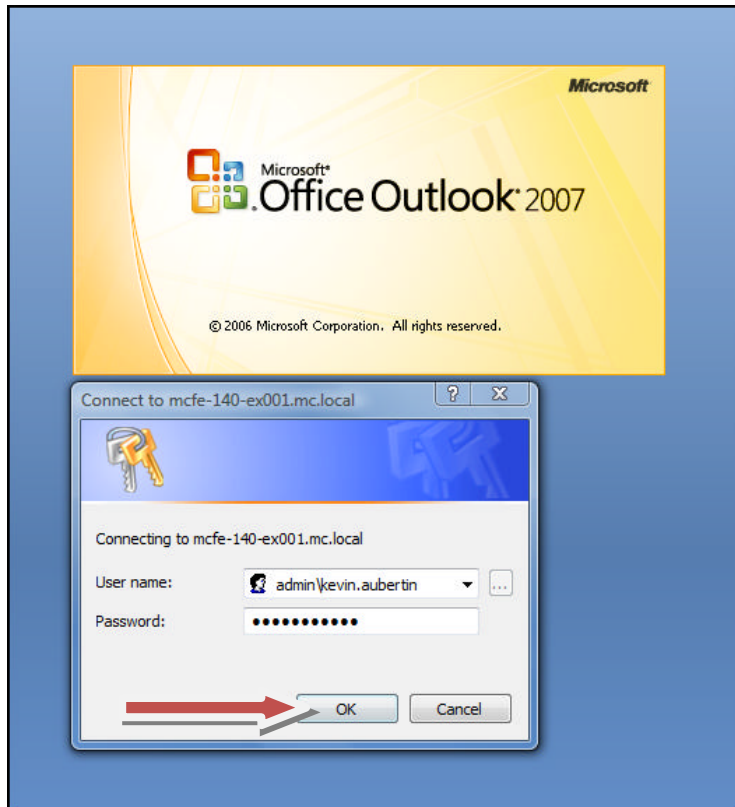 Microsoft
Microsoft®
Office Outlook® 2007
© 2006 Microsoft Corporation. All rights reserved.
Connect to mcfe-140-ex001.mc.local
Connecting to mcfe-140-ex001.mc.local
User name: admin\kevin.aubertin ...
Password: •••••••••••
OK Cancel